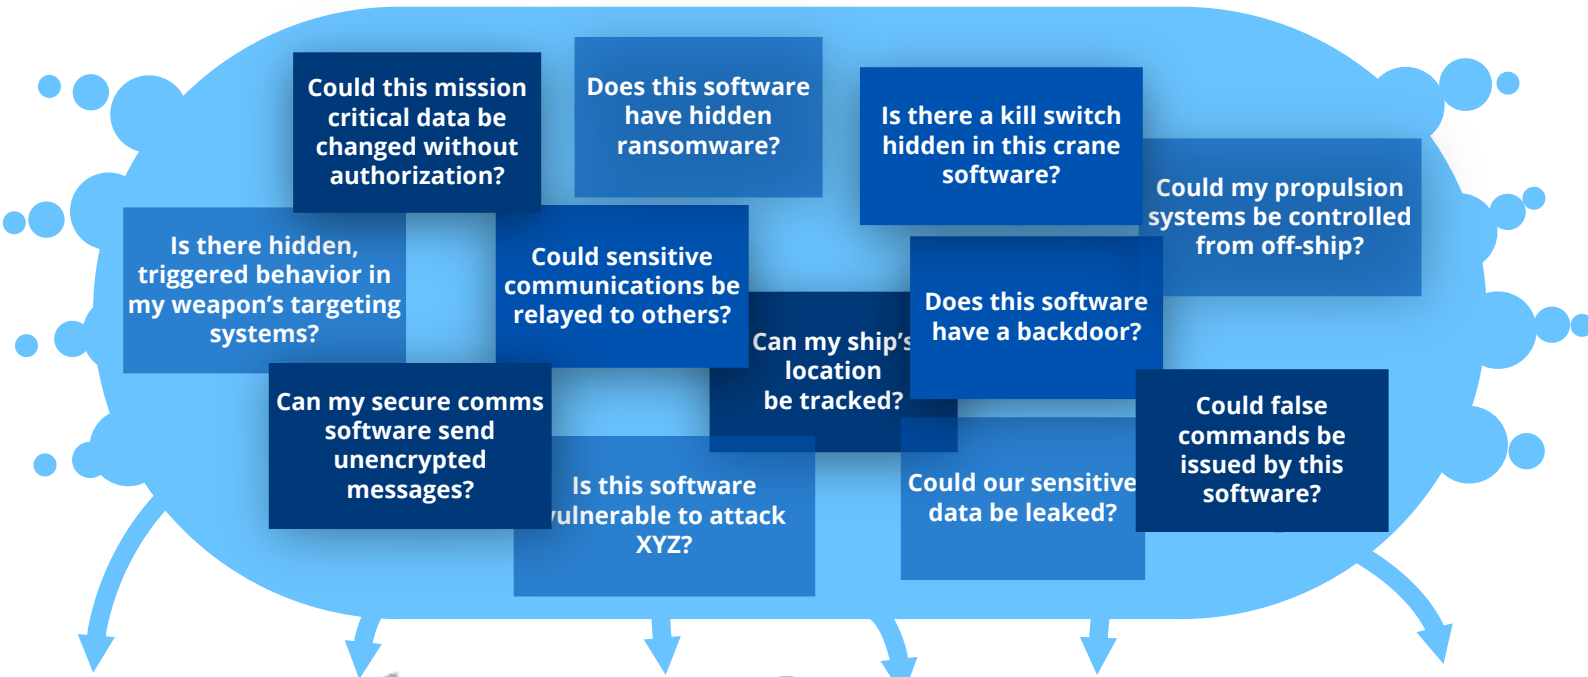 Could this mission
critical data be
changed without
authorization?
Does this software
have hidden
ransomware?
Is there a kill switch
hidden in this crane
software?
Could my propulsion
systems be controlled
from off-ship?
Is there hidden,
triggered behavior in
my weapon's targeting
systems?
Could sensitive
communications be
relayed to others?
Can my ship's
location
be tracked?
Does this software
have a backdoor?
Can my secure comms
software send
unencrypted
messages?
Is this software
vulnerable to attack
XYZ?
Could our sensitive
data be leaked?
Could false
commands be
issued by this
software?